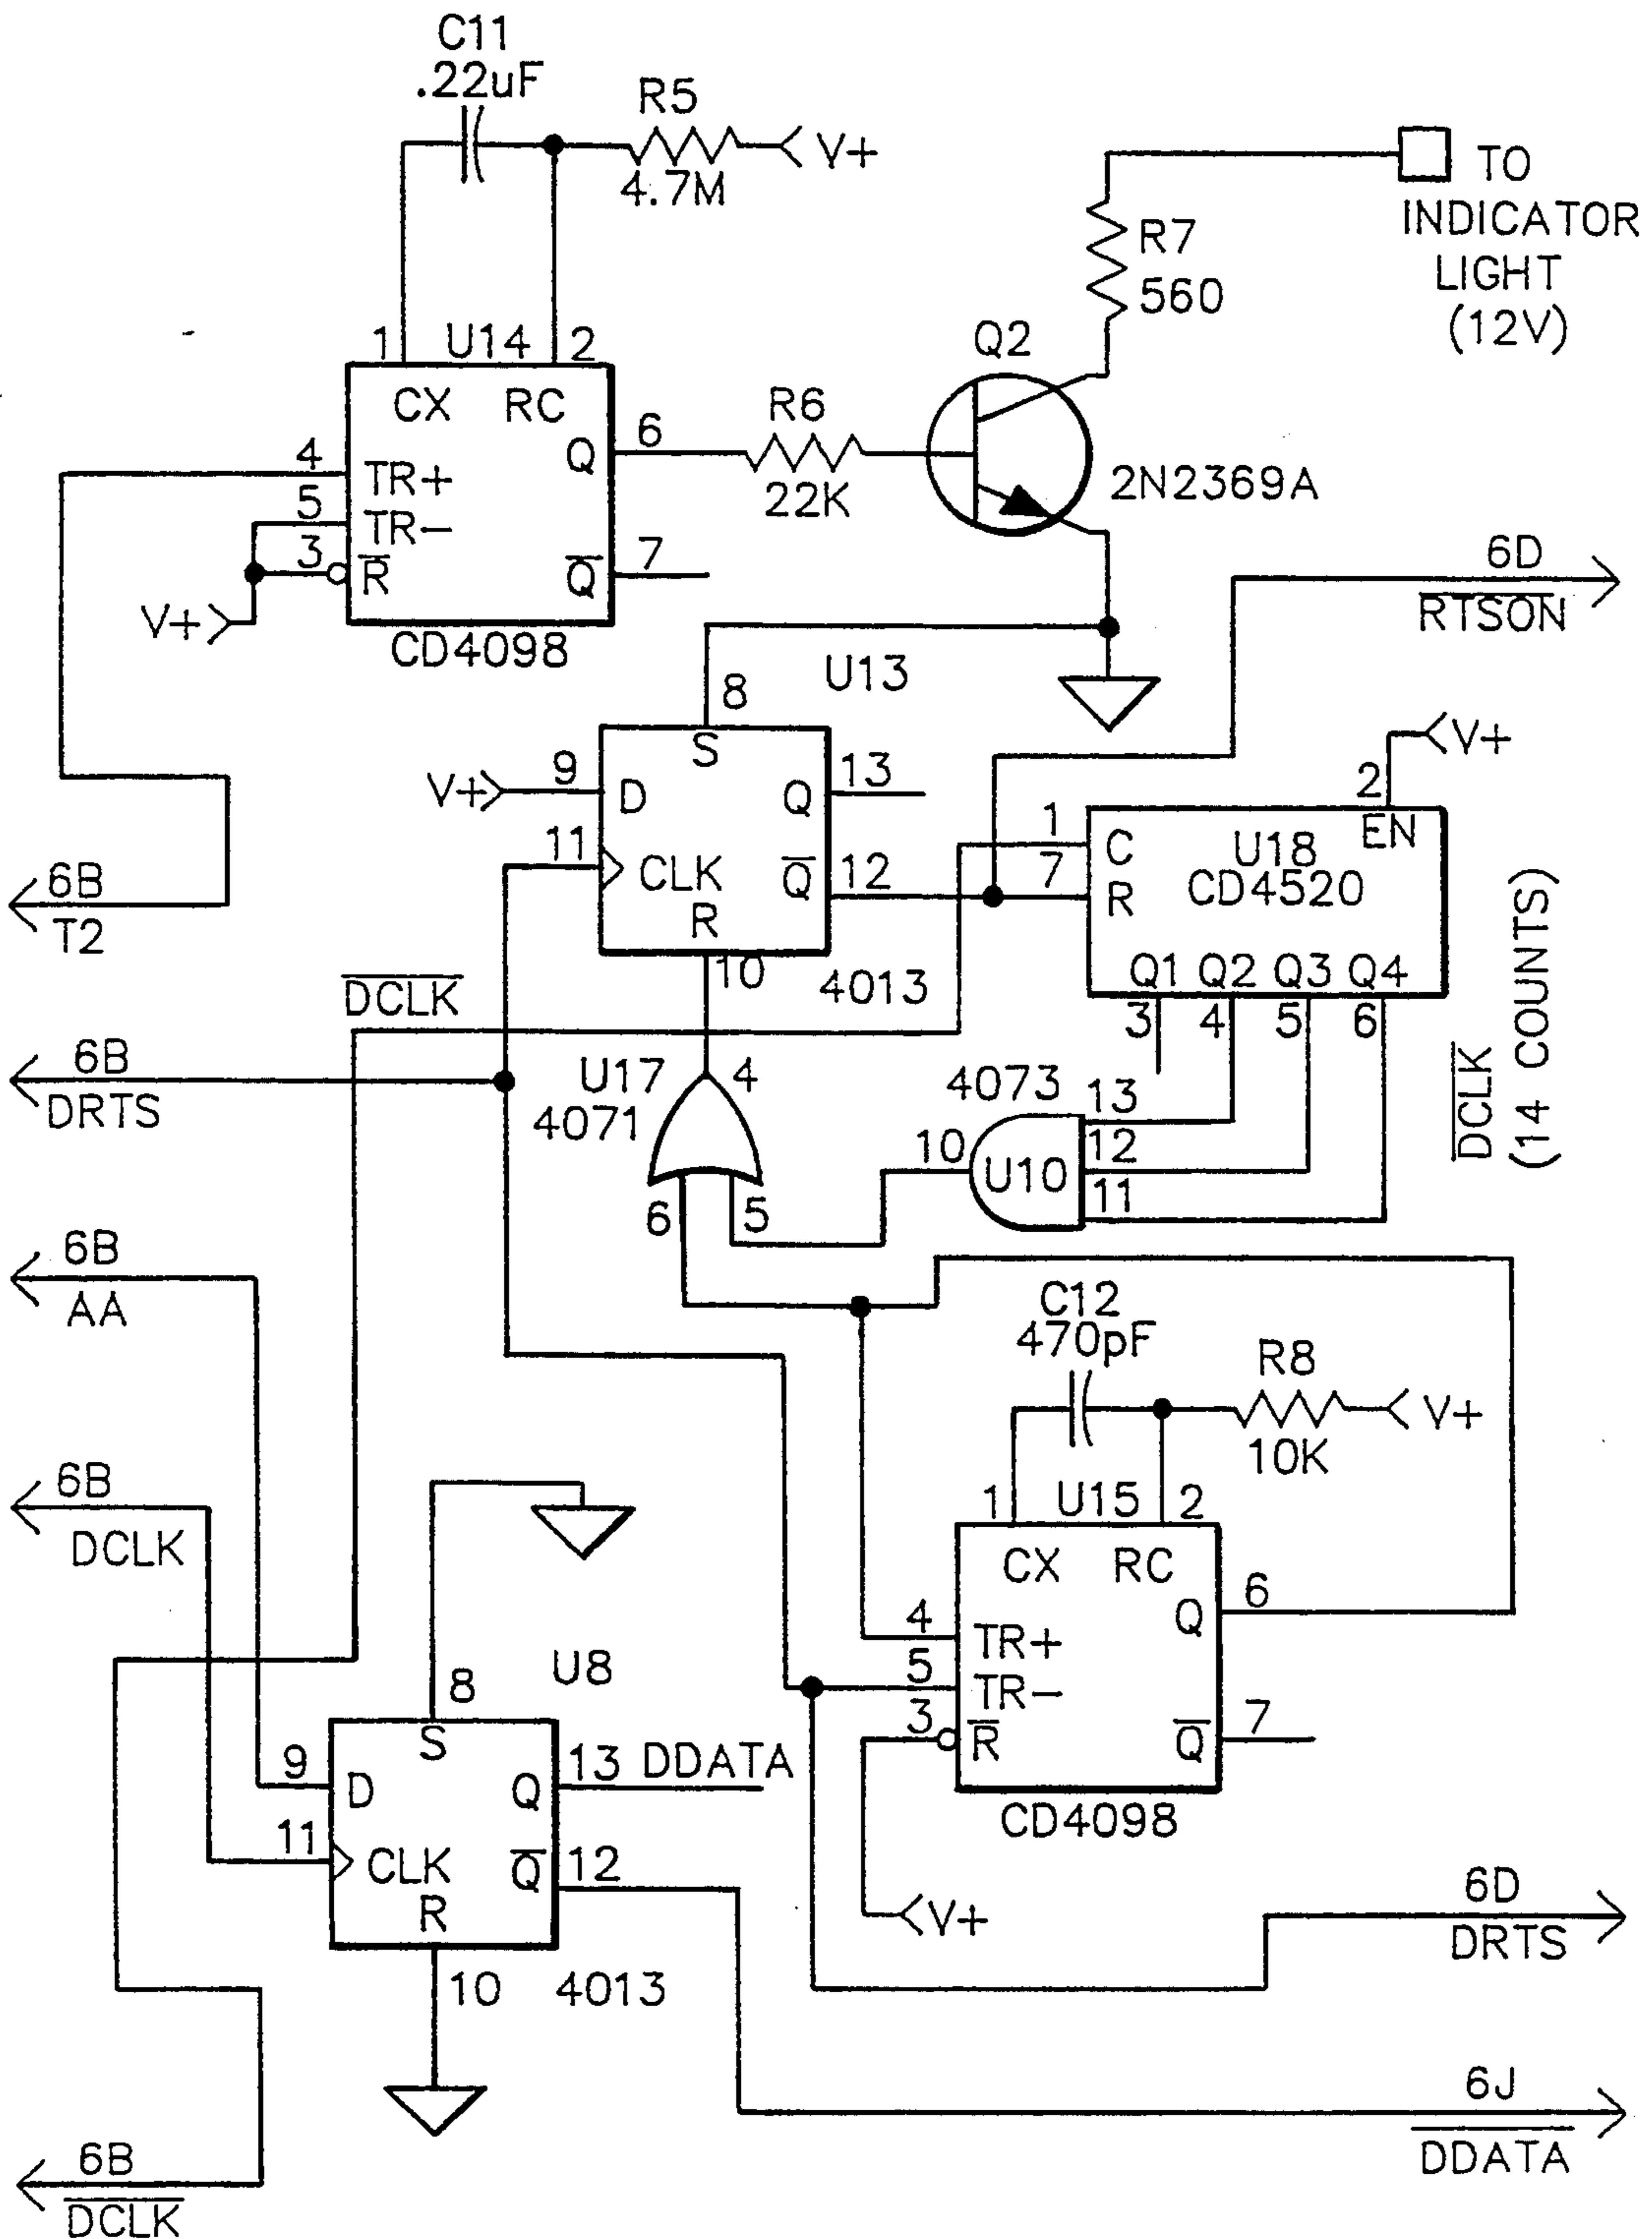 C11
.22uF
R5
4.7M
V+
TO
INDICATOR
LIGHT
(12V)
R7
560
Q2
1
U14
2
CX
RC
Q
6
R6
22K
4
TR+
5
TR-
3
R̅
Q̅
7
V+
CD4098
2N2369A
6D
R̅T̅S̅O̅N̅
U13
8
S
V+
9
D
Q
13
11
CLK
Q̅
12
R
10
4013
V+
2
EN
1
C
7
R
U18
CD4520
Q1
Q2
Q3
Q4
3
4
5
6
D̅C̅L̅K̅
(14 COUNTS)
6B
T2
D̅C̅L̅K̅
6B
DRTS
U17
4071
4
6
5
4073
10
U10
13
12
11
6B
AA
C12
470pF
R8
10K
V+
6B
DCLK
1
U15
2
CX
RC
Q
6
4
TR+
5
TR-
3
R̅
Q̅
7
CD4098
V+
U8
8
S
9
D
Q
13
DDATA
11
CLK
Q̅
12
R
10
4013
6D
DRTS
6J
D̅D̅A̅T̅A̅
6B
D̅C̅L̅K̅